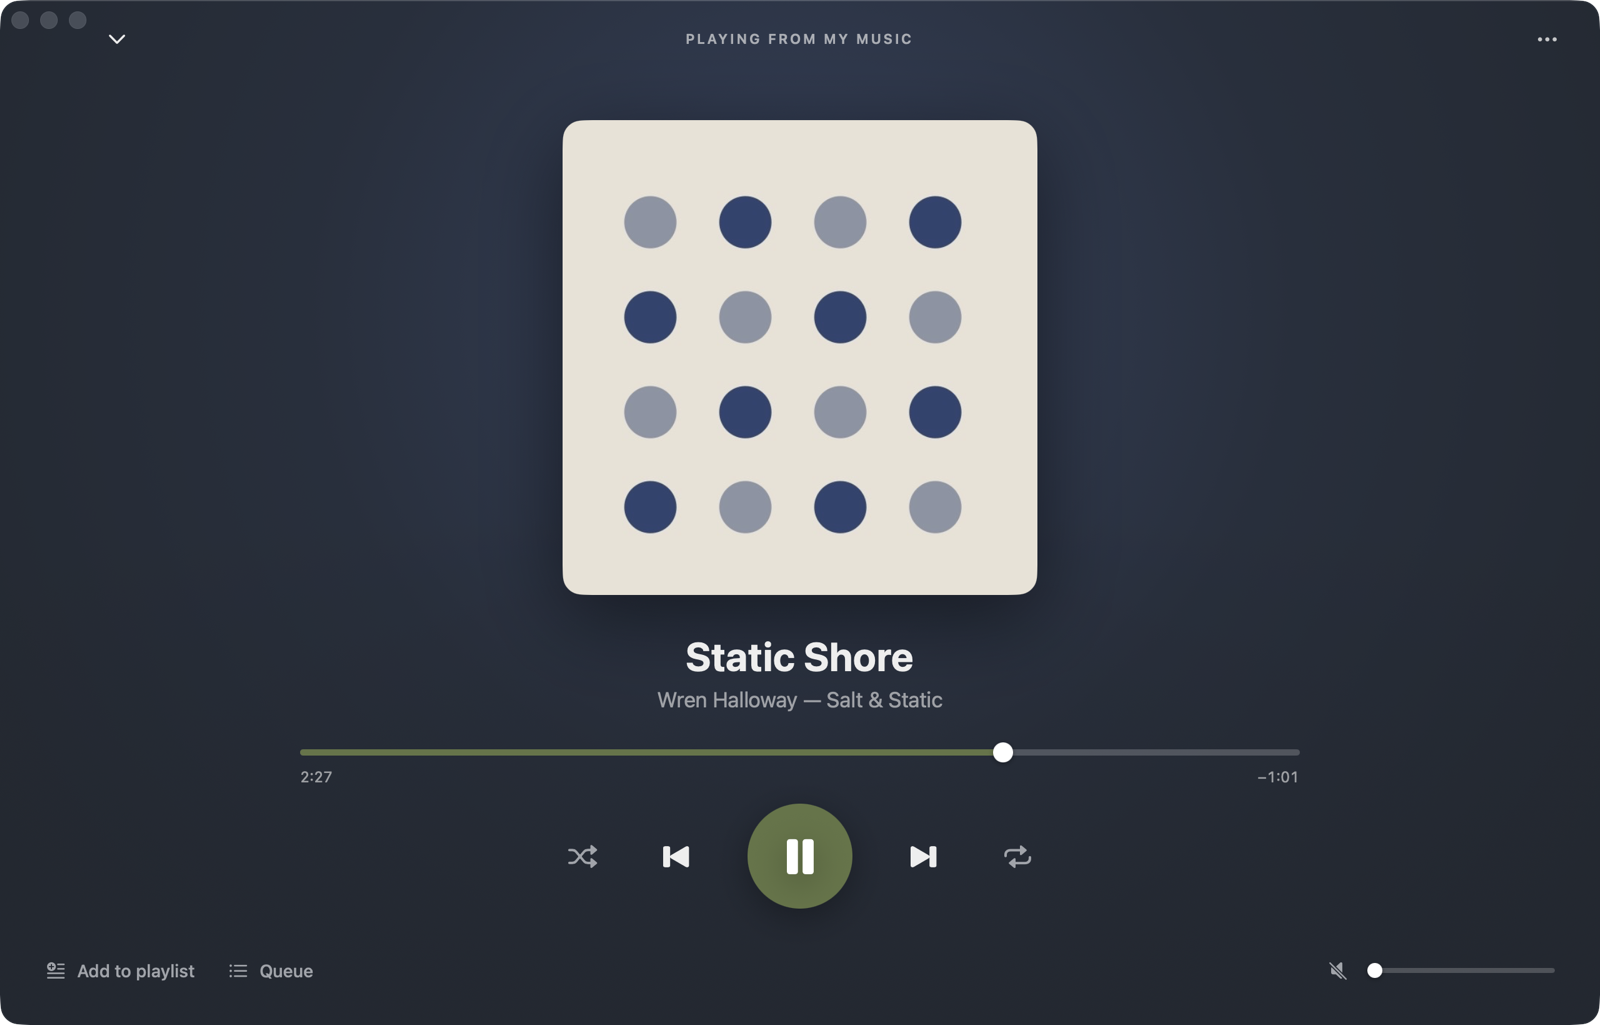 PLAYING FROM MY MUSIC
Static Shore
Wren Halloway — Salt & Static
2:27
–1:01
Add to playlist
Queue